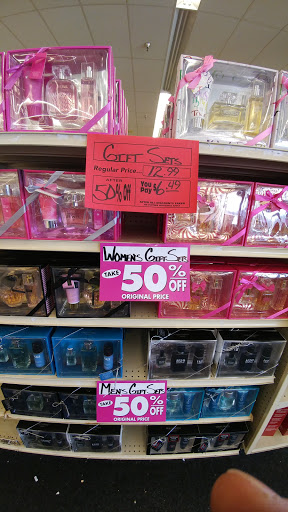 GIFT SETS
Regular Price.... 12.99
AFTER
50% OFF
YOU PAY $6.49
WOMEN'S GIFT SETS
TAKE 50% OFF
ORIGINAL PRICE
MEN'S GIFT SETS
TAKE 50% OFF
ORIGINAL PRICE